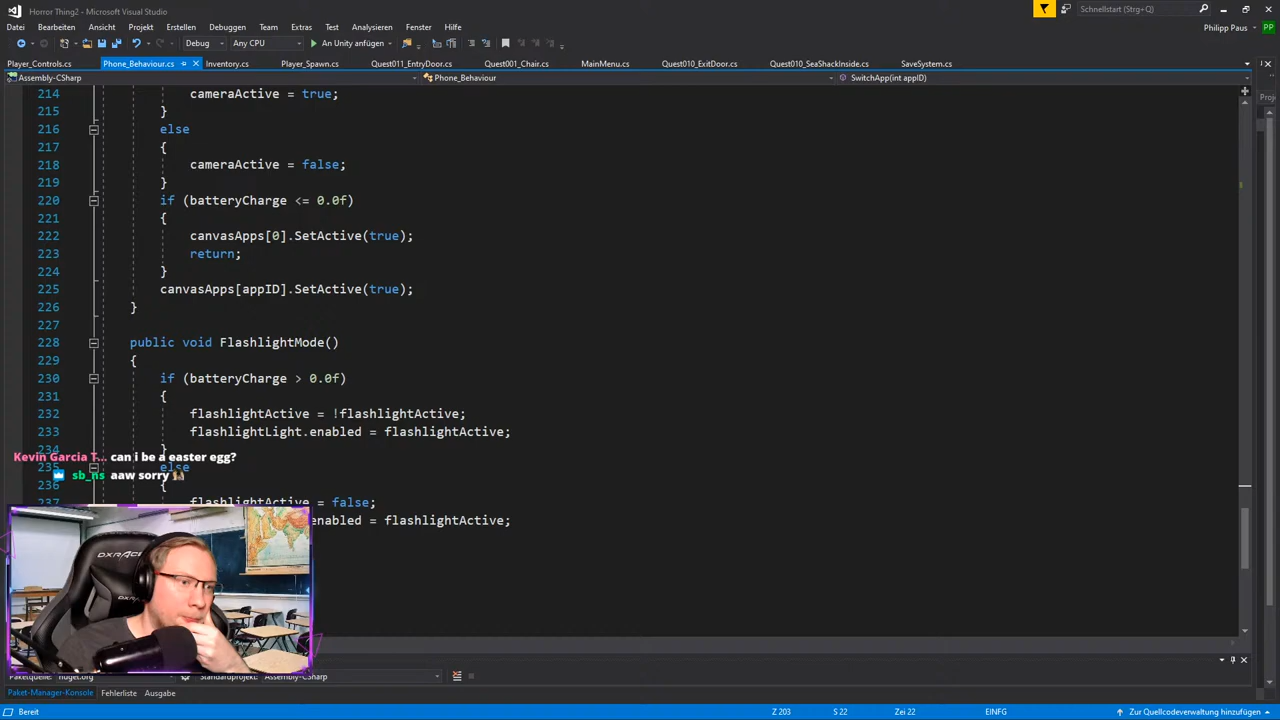 Horror Thing2 - Microsoft Visual Studio
Schnellstart (Strg+Q)
Datei Bearbeiten Ansicht Projekt Erstellen Debuggen Team Extras Test Analysieren Fenster Hilfe
Philipp Paus PP
Debug Any CPU An Unity anfügen
Player_Controls.cs Phone_Behaviour.cs Inventory.cs Player_Spawn.cs Quest011_EntryDoor.cs Quest001_Chair.cs MainMenu.cs Quest010_ExitDoor.cs Quest010_SeaShackInside.cs SaveSystem.cs
Assembly-CSharp Phone_Behaviour SwitchApp(int appID)
Proj
214 cameraActive = true;
215 }
216 else
217 {
218 cameraActive = false;
219 }
220 if (batteryCharge <= 0.0f)
221 {
222 canvasApps[0].SetActive(true);
223 return;
224 }
225 canvasApps[appID].SetActive(true);
226 }
227
228 public void FlashlightMode()
229 {
230 if (batteryCharge > 0.0f)
231 {
232 flashlightActive = !flashlightActive;
233 flashlightLight.enabled = flashlightActive;
234 }
Kevin Garcia T... can i be a easter egg?
235 else
sb_ns aaw sorry
236 {
237 flashlightActive = false;
enabled = flashlightActive;
DXRACER
Paketquelle: nuget.org Standardprojekt: Assembly-CSharp
Paket-Manager-Konsole Fehlerliste Ausgabe
Bereit Z 203 S 22 Zei 22 EINFG Zur Quellcodeverwaltung hinzufügen